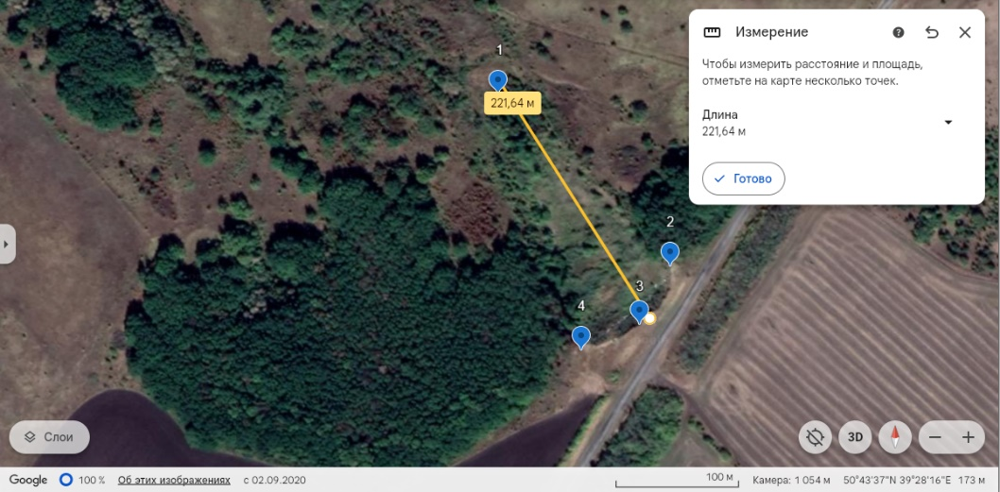 Измерение
Чтобы измерить расстояние и площадь,
отметьте на карте несколько точек.
Длина
221,64 м
Готово
1
221,64 м
2
3
4
Слои
3D
Google
100 %
Об этих изображениях
с 02.09.2020
100 м
Камера: 1 054 м
50°43'37"N 39°28'16"E
173 м